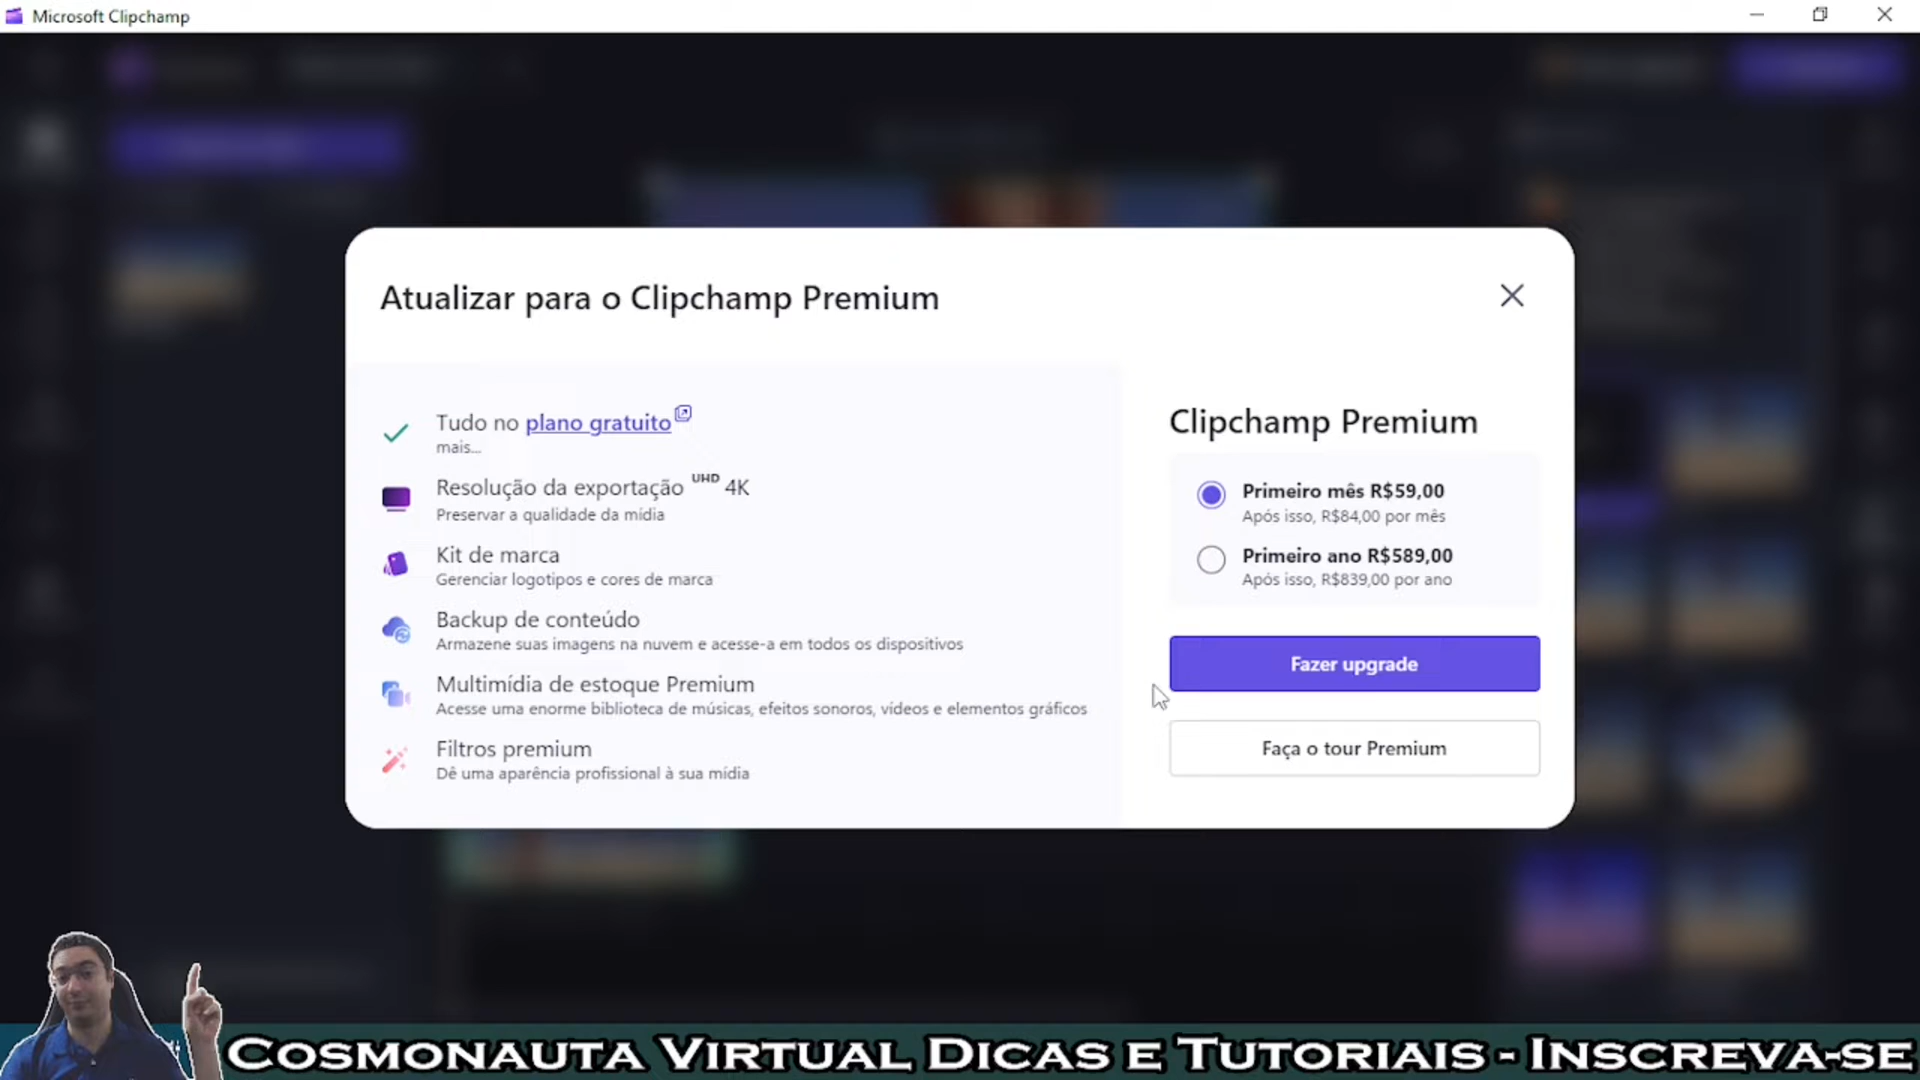 Microsoft Clipchamp
Atualizar para o Clipchamp Premium
Tudo no plano gratuito
mais...
Resolução da exportação UHD 4K
Preservar a qualidade da mídia
Kit de marca
Gerenciar logotipos e cores de marca
Backup de conteúdo
Armazene suas imagens na nuvem e acesse-a em todos os dispositivos
Multimídia de estoque Premium
Acesse uma enorme biblioteca de músicas, efeitos sonoros, vídeos e elementos gráficos
Filtros premium
Dê uma aparência profissional à sua mídia
Clipchamp Premium
Primeiro mês R$59,00
Após isso, R$84,00 por mês
Primeiro ano R$589,00
Após isso, R$839,00 por ano
Fazer upgrade
Faça o tour Premium
Cosmonauta Virtual Dicas e Tutoriais - Inscreva-se